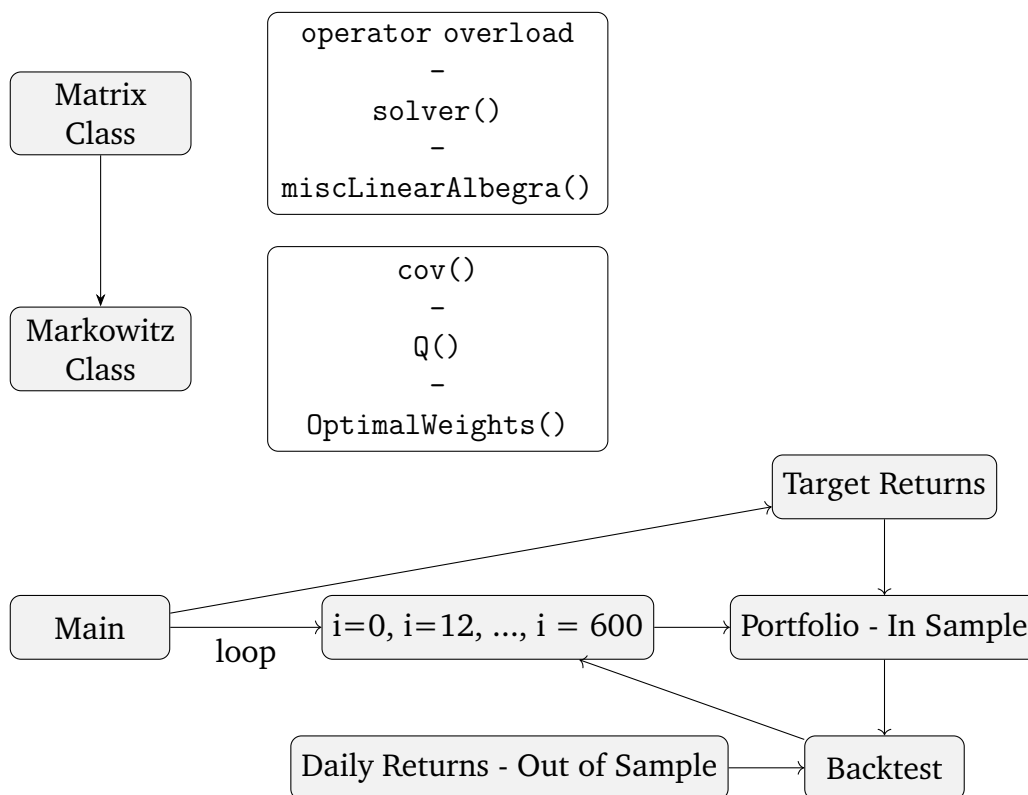 Matrix
Class
operator overload
–
solver()
–
miscLinearAlbegra()
Markowitz
Class
cov()
–
Q()
–
OptimalWeights()
Target Returns
Main
loop
i=0, i=12, ..., i = 600
Portfolio - In Sample
Daily Returns - Out of Sample
Backtest